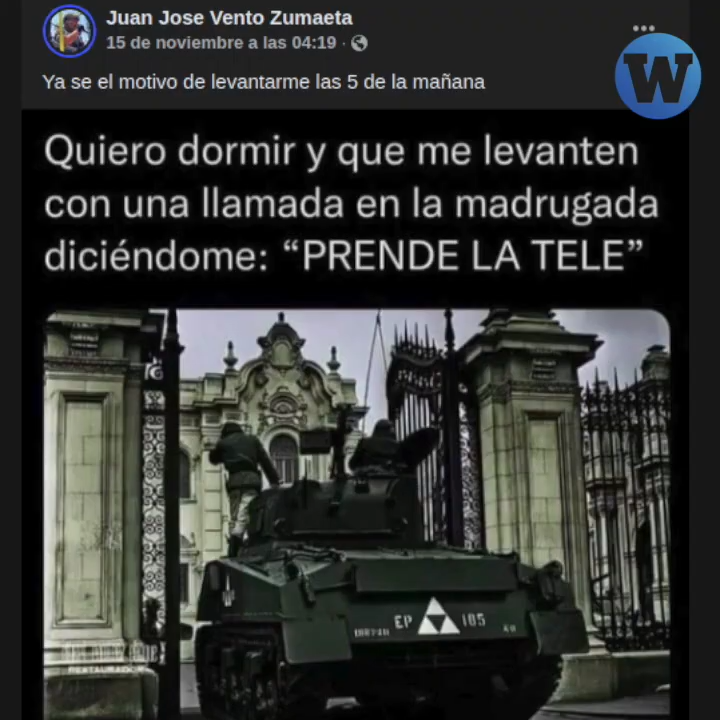 Juan Jose Vento Zumaeta
15 de noviembre a las 04:19 ·
W
Ya se el motivo de levantarme las 5 de la mañana
Quiero dormir y que me levanten
con una llamada en la madrugada
diciéndome: “PRENDE LA TELE”
EP 185